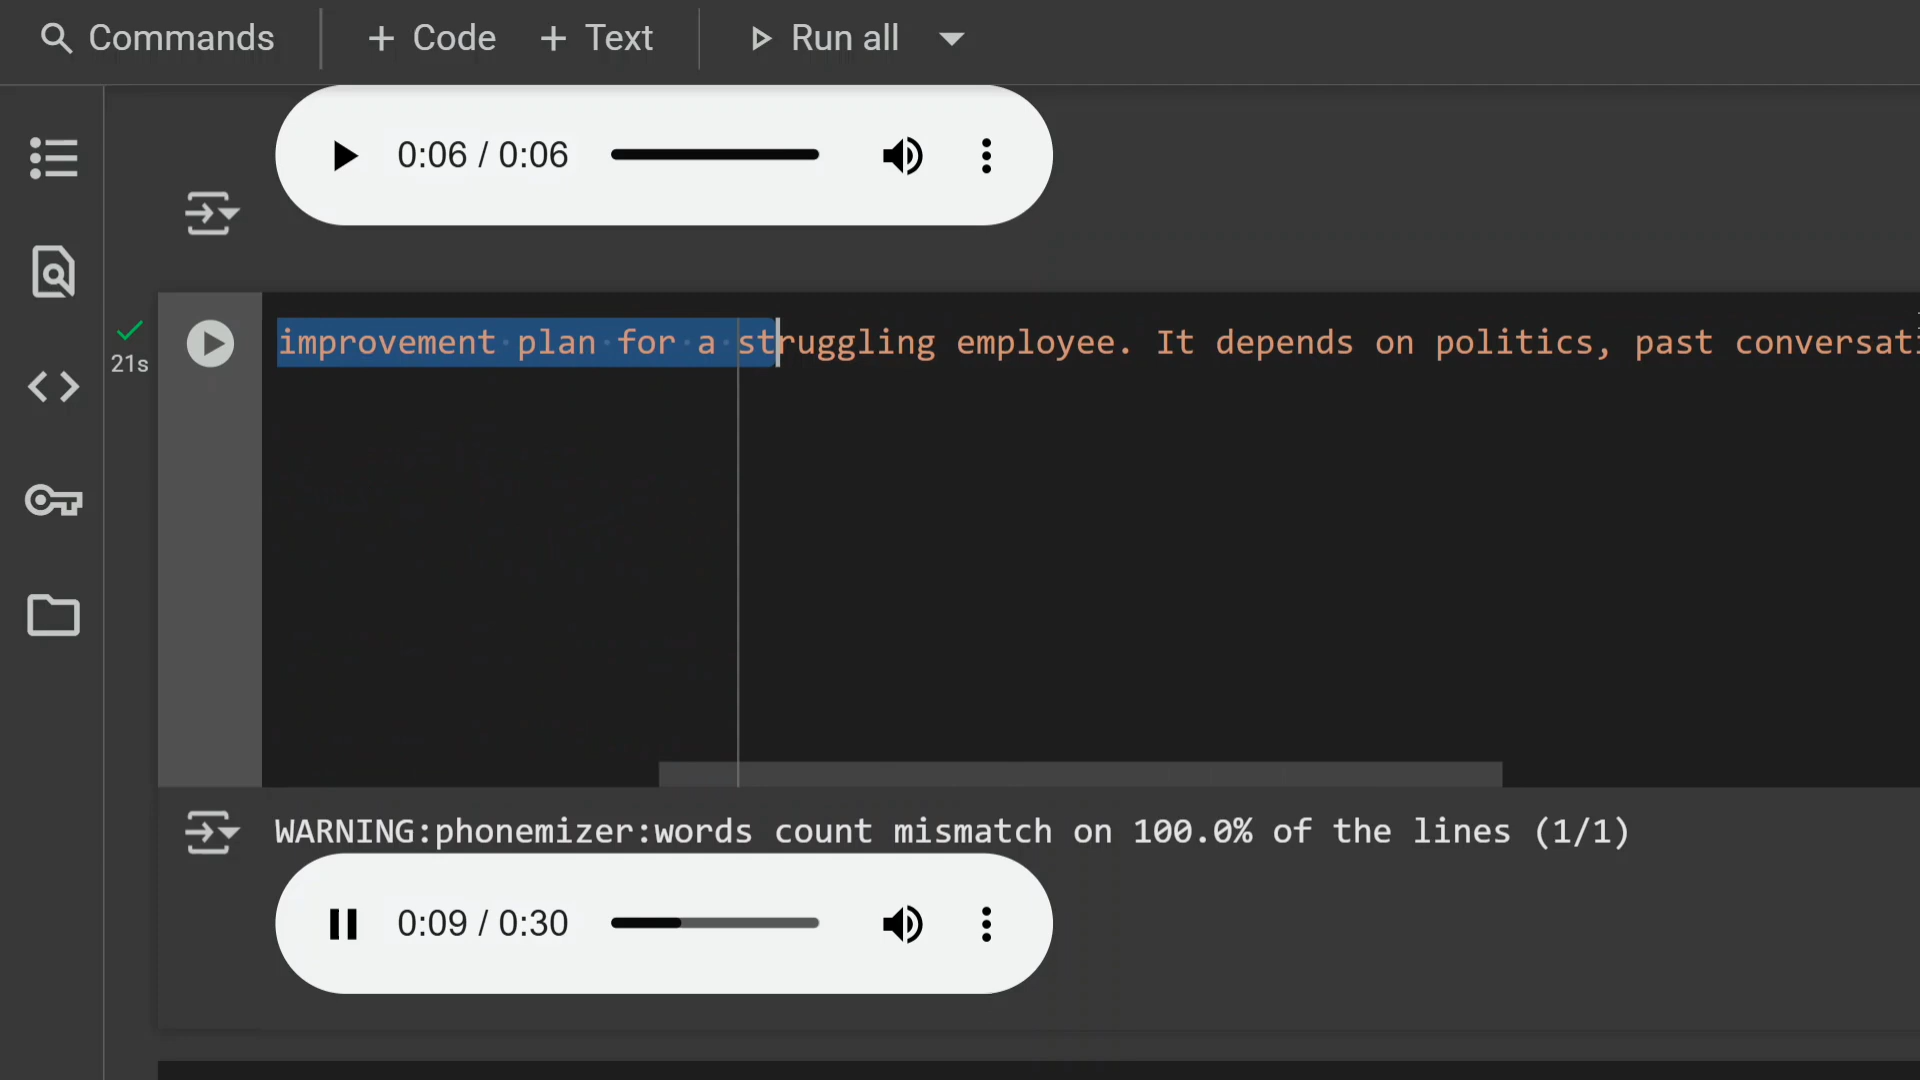 Commands + Code + Text Run all
0:06 / 0:06
improvement plan for a struggling employee. It depends on politics, past
21s
WARNING:phonemizer:words count mismatch on 100.0% of the lines (1/1)
0:09 / 0:30